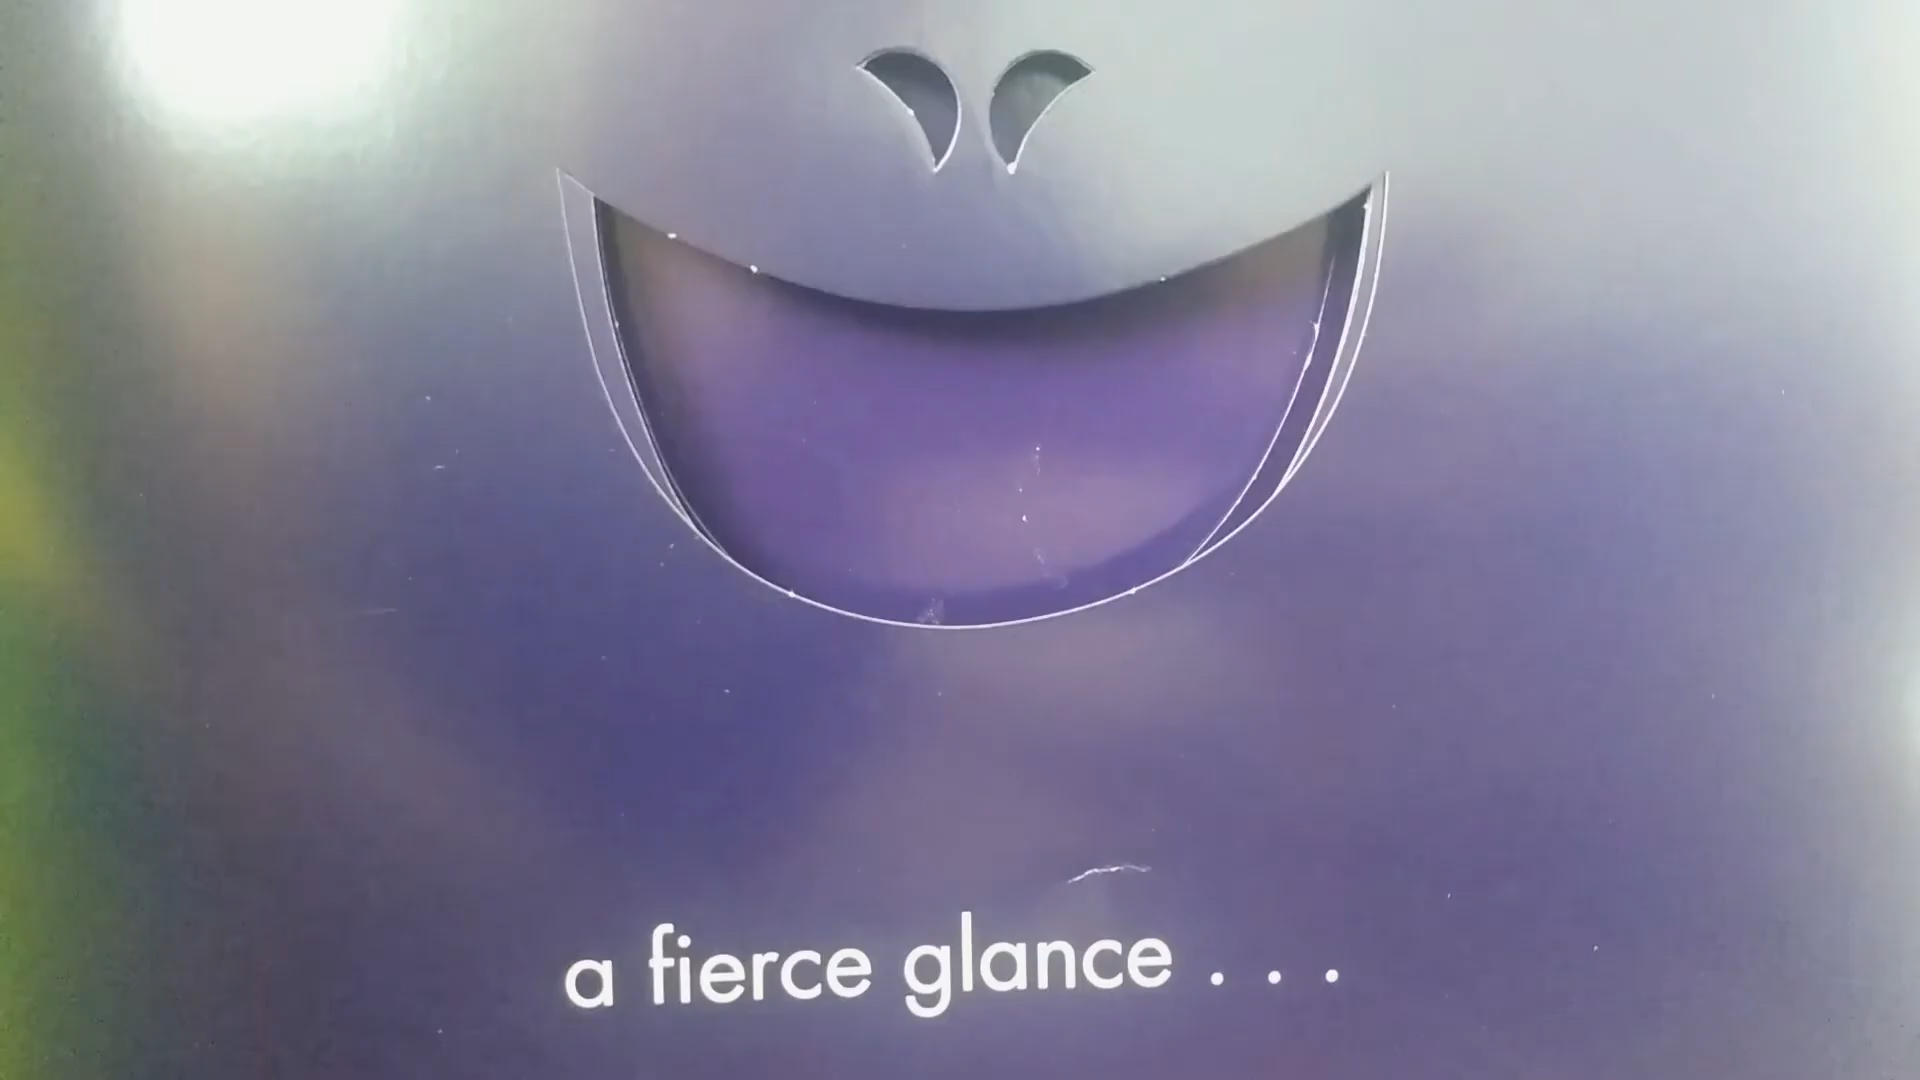 a fierce glance . . .